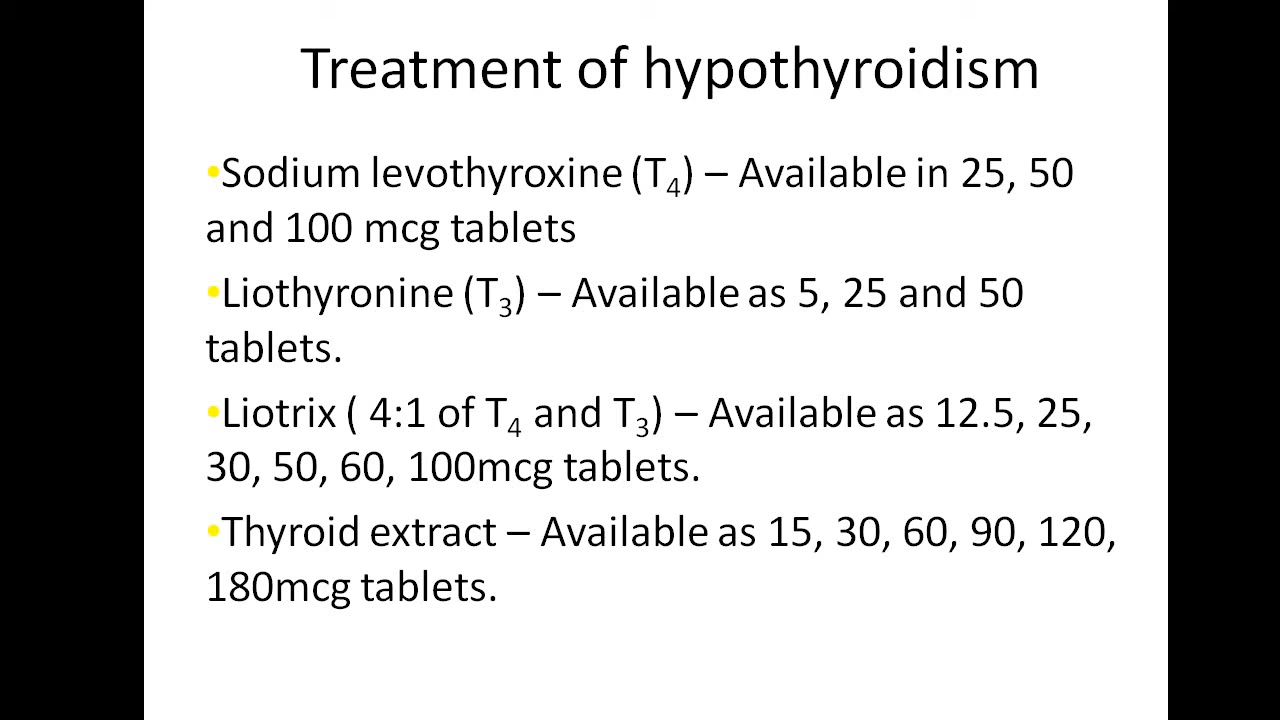 Treatment of hypothyroidism
•Sodium levothyroxine (T₄) – Available in 25, 50
and 100 mcg tablets
•Liothyronine (T₃) – Available as 5, 25 and 50
tablets.
•Liotrix ( 4:1 of T₄ and T₃) – Available as 12.5, 25,
30, 50, 60, 100mcg tablets.
•Thyroid extract – Available as 15, 30, 60, 90, 120,
180mcg tablets.